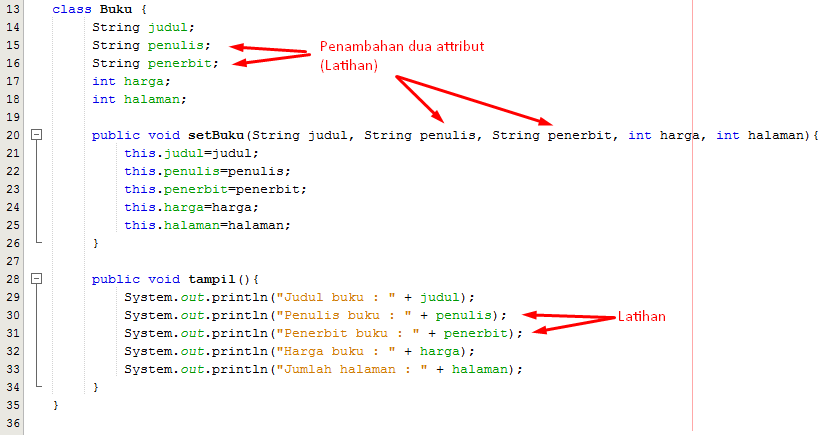 13 class Buku {
14 String judul;
15 String penulis;
16 String penerbit;
Penambahan dua attribut
(Latihan)
17 int harga;
18 int halaman;
19
20 public void setBuku(String judul, String penulis, String penerbit, int harga, int halaman){
21 this.judul=judul;
22 this.penulis=penulis;
23 this.penerbit=penerbit;
24 this.harga=harga;
25 this.halaman=halaman;
26 }
27
28 public void tampil(){
29 System.out.println("Judul buku : " + judul);
30 System.out.println("Penulis buku : " + penulis);
31 System.out.println("Penerbit buku : " + penerbit);
Latihan
32 System.out.println("Harga buku : " + harga);
33 System.out.println("Jumlah halaman : " + halaman);
34 }
35 }
36